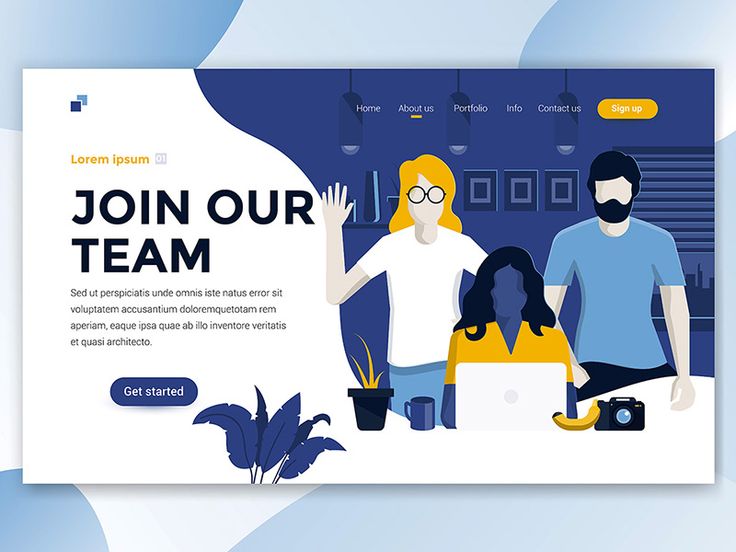 Home About us Portfolio Info Contact us Sign up
Lorem ipsum 01
JOIN OUR
TEAM
Sed ut perspiciatis unde omnis iste natus error sit
voluptatem accusantium doloremquetotam rem
aperiam, eaque ipsa quae ab illo inventore veritatis
et quasi architecto.
Get started